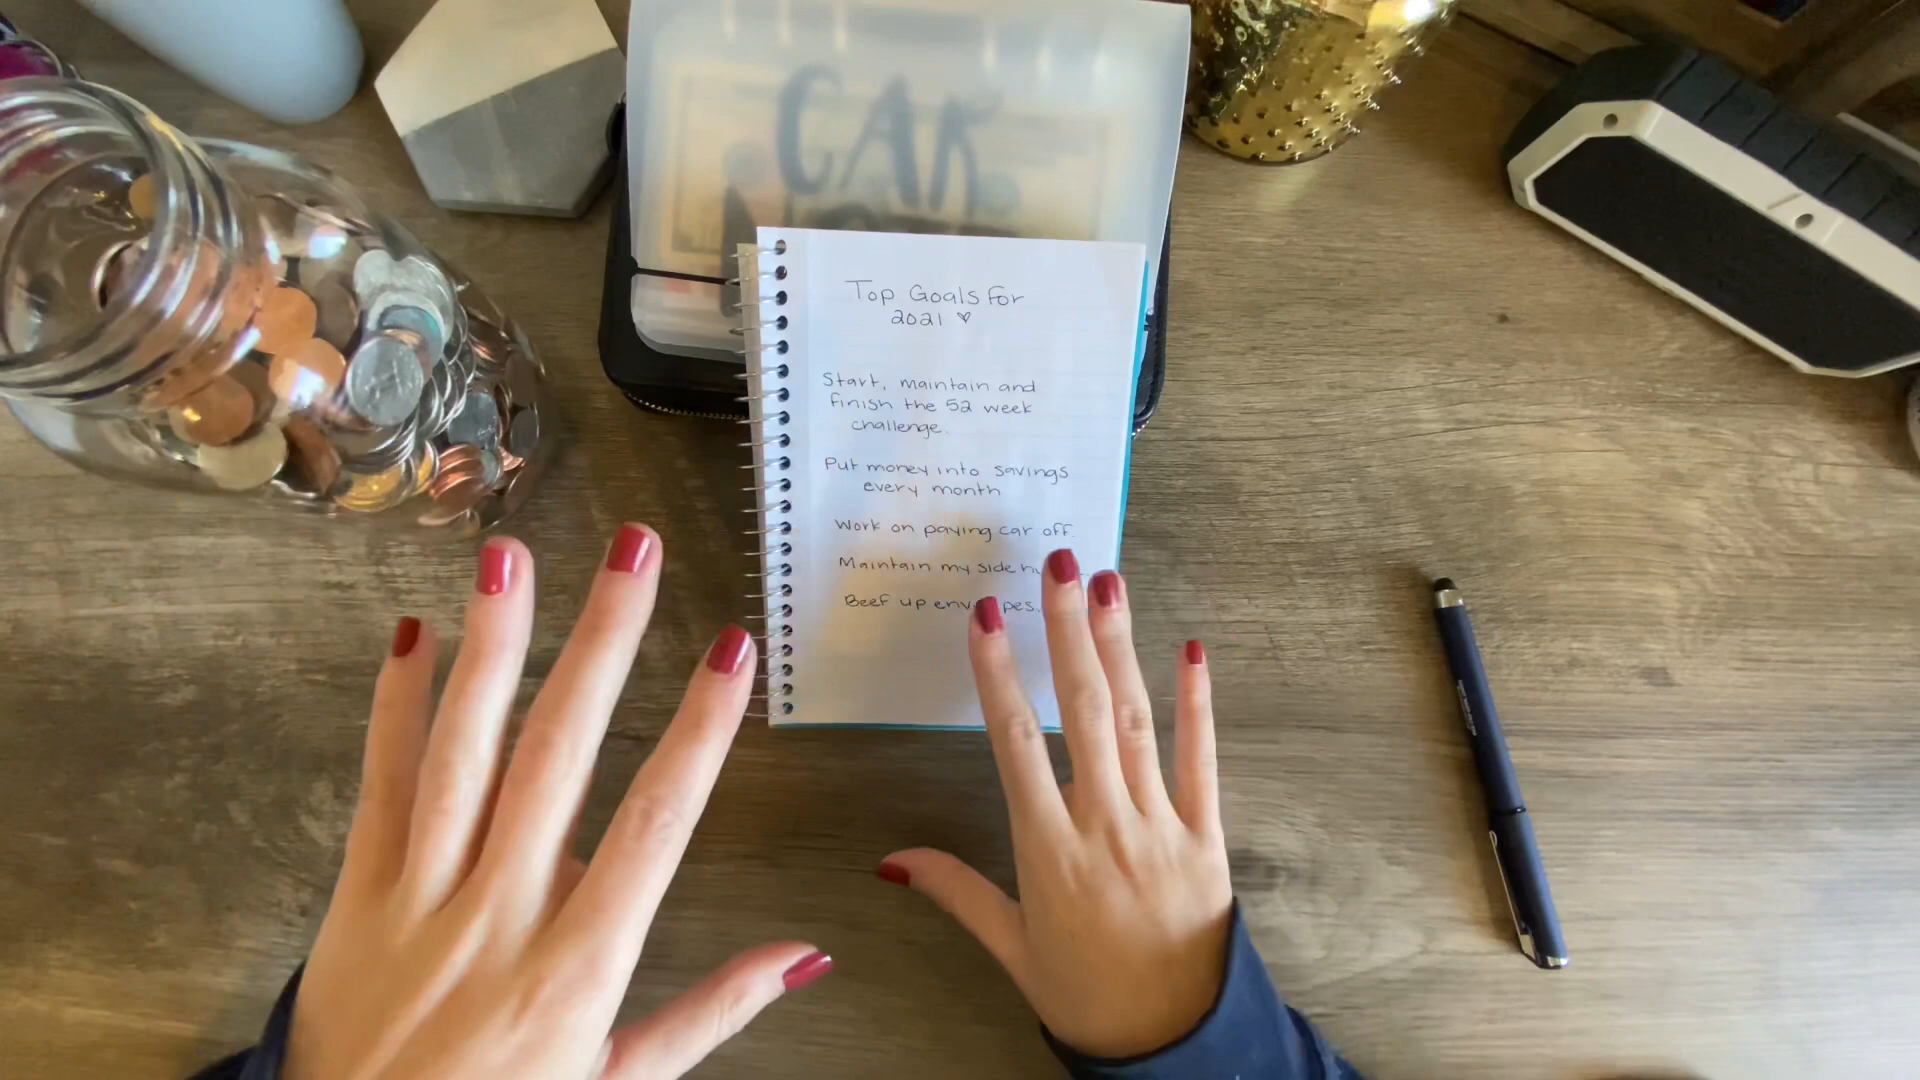 CAR
Top Goals for
2021
Start, maintain and
finish the 52 week
challenge.
Put money into savings
every month
Work on paying car off.
Maintain my side
Beef up